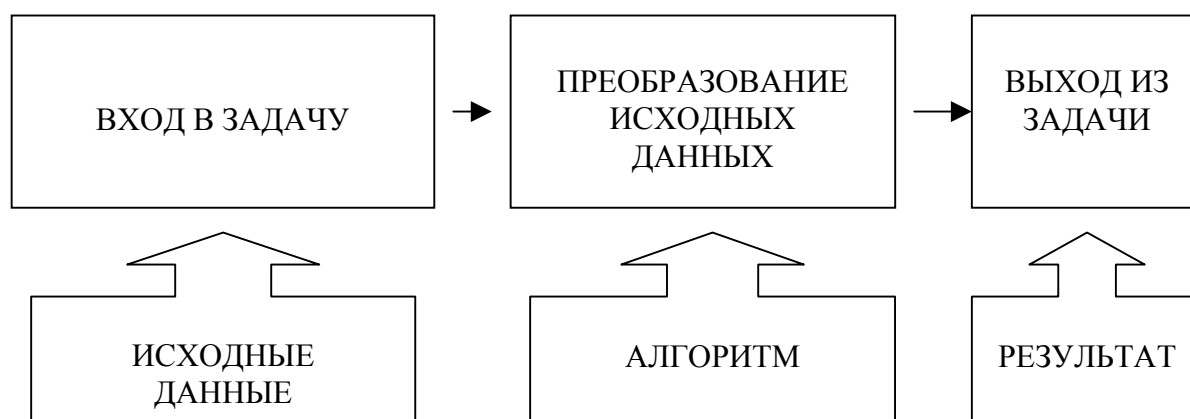 ВХОД В ЗАДАЧУ
ПРЕОБРАЗОВАНИЕ
ИСХОДНЫХ
ДАННЫХ
ВЫХОД ИЗ
ЗАДАЧИ
ИСХОДНЫЕ
ДАННЫЕ
АЛГОРИТМ
РЕЗУЛЬТАТ